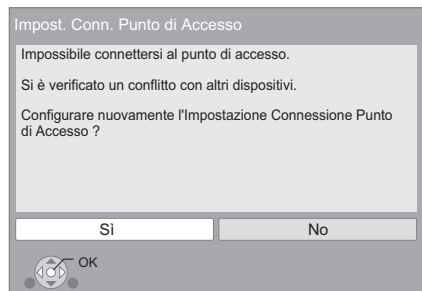 Impost. Conn. Punto di Accesso
Impossibile connettersi al punto di accesso.
Si è verificato un conflitto con altri dispositivi.
Configurare nuovamente l'Impostazione Connessione Punto
di Accesso ?
Sì
No
OK